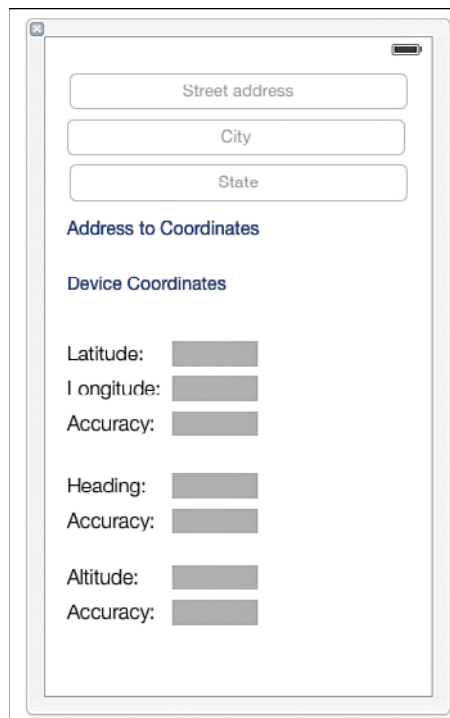 Street address
City
State
Address to Coordinates
Device Coordinates
Latitude:
Longitude:
Accuracy:
Heading:
Accuracy:
Altitude:
Accuracy: